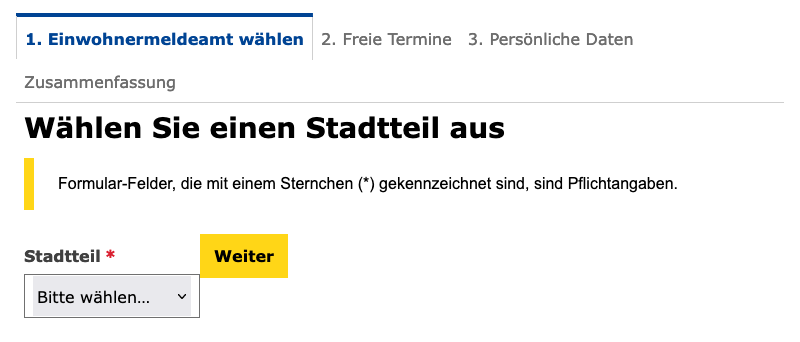 1. Einwohnermeldeamt wählen 2. Freie Termine 3. Persönliche Daten
Zusammenfassung
Wählen Sie einen Stadtteil aus
Formular-Felder, die mit einem Sternchen (*) gekennzeichnet sind, sind Pflichtangaben.
Stadtteil * Weiter
Bitte wählen...